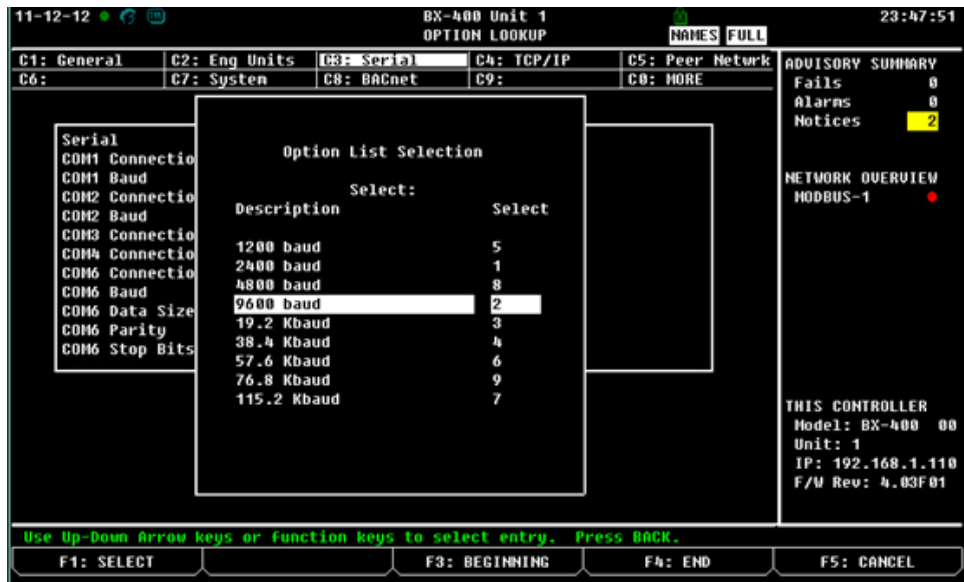 11-12-12 BX-400 Unit 1 23:47:51
OPTION LOOKUP NAMES FULL
C1: General C2: Eng Units C3: Serial C4: TCP/IP C5: Peer Netwrk
C6: C7: System C8: BACnet C9: C0: MORE
ADVISORY SUMMARY
Fails 0
Alarms 0
Notices 2
NETWORK OVERVIEW
MODBUS-1
Serial
COM1 Connectio
COM1 Baud
COM2 Connectio
COM2 Baud
COM3 Connectio
COM4 Connectio
COM6 Connectio
COM6 Baud
COM6 Data Size
COM6 Parity
COM6 Stop Bits
Option List Selection
Select:
Description Select
1200 baud 5
2400 baud 1
4800 baud 8
9600 baud 2
19.2 Kbaud 3
38.4 Kbaud 4
57.6 Kbaud 6
76.8 Kbaud 9
115.2 Kbaud 7
THIS CONTROLLER
Model: BX-400 00
Unit: 1
IP: 192.168.1.110
F/W Rev: 4.03F01
Use Up-Down Arrow keys or function keys to select entry. Press BACK.
F1: SELECT F3: BEGINNING F4: END F5: CANCEL